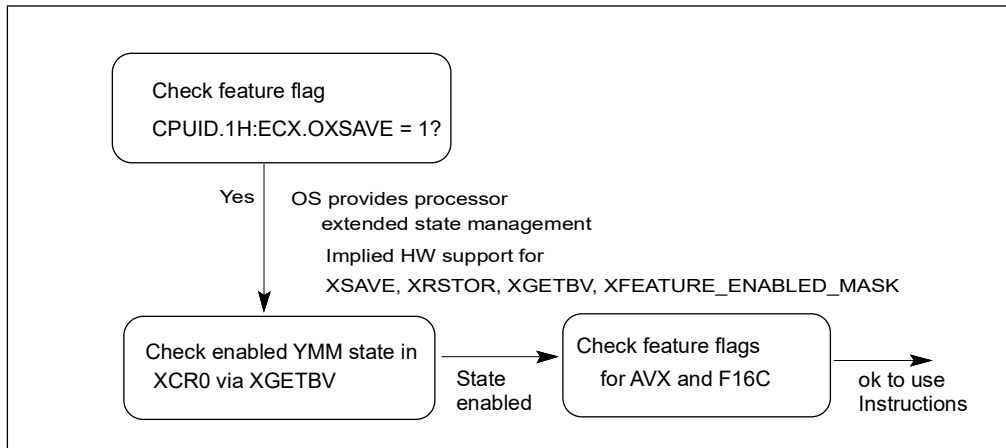 Check feature flag
CPUID.1H:ECX.OXSAVE = 1?
Yes
OS provides processor
extended state management
Implied HW support for
XSAVE, XRSTOR, XGETBV, XFEATURE_ENABLED_MASK
Check enabled YMM state in
XCR0 via XGETBV
State
enabled
Check feature flags
for AVX and F16C
ok to use
Instructions